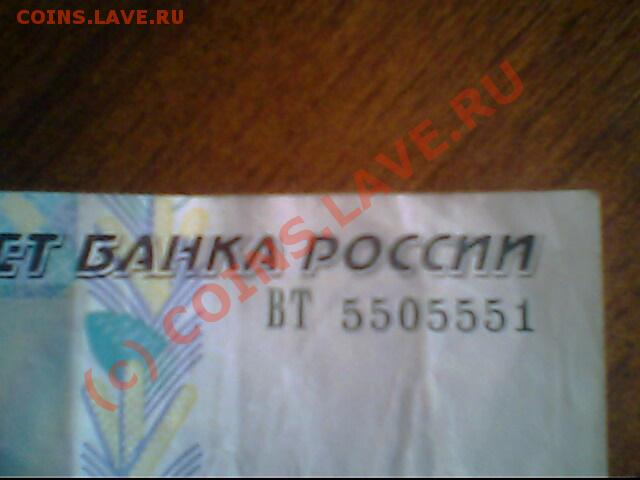 COINS.LAVE.RU
(c) COINS.LAVE.RU
ЕТ БАНКА РОССИИ
ВТ 5505551